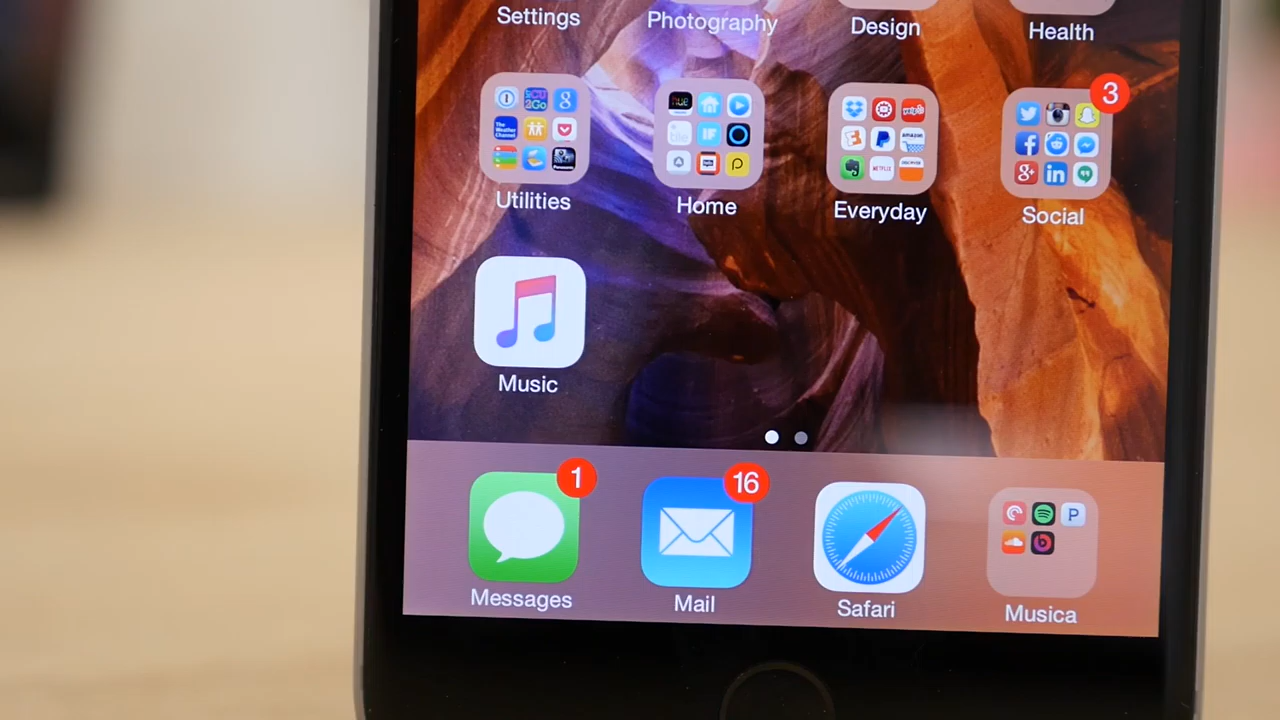 Settings
Photography
Design
Health
3
Utilities
Home
Everyday
Social
Music
1
16
Messages
Mail
Safari
Musica